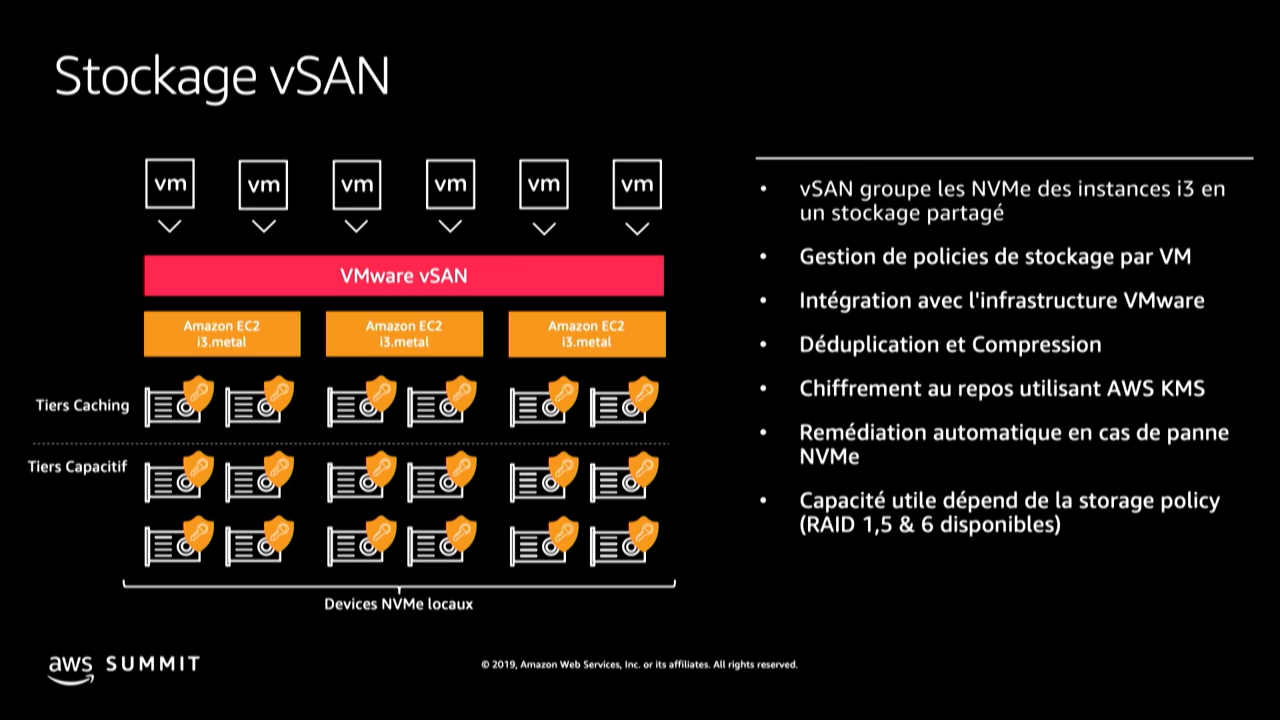 Stockage vSAN
vm vm vm vm vm vm
VMware vSAN
Amazon EC2
i3.metal
Amazon EC2
i3.metal
Amazon EC2
i3.metal
Tiers Caching
Tiers Capacitif
Devices NVMe locaux
• vSAN groupe les NVMe des instances i3 en
un stockage partagé
• Gestion de policies de stockage par VM
• Intégration avec l'infrastructure VMware
• Déduplication et Compression
• Chiffrement au repos utilisant AWS KMS
• Remédiation automatique en cas de panne
NVMe
• Capacité utile dépend de la storage policy
(RAID 1,5 & 6 disponibles)
aws SUMMIT
© 2019, Amazon Web Services, Inc. or its affiliates. All rights reserved.